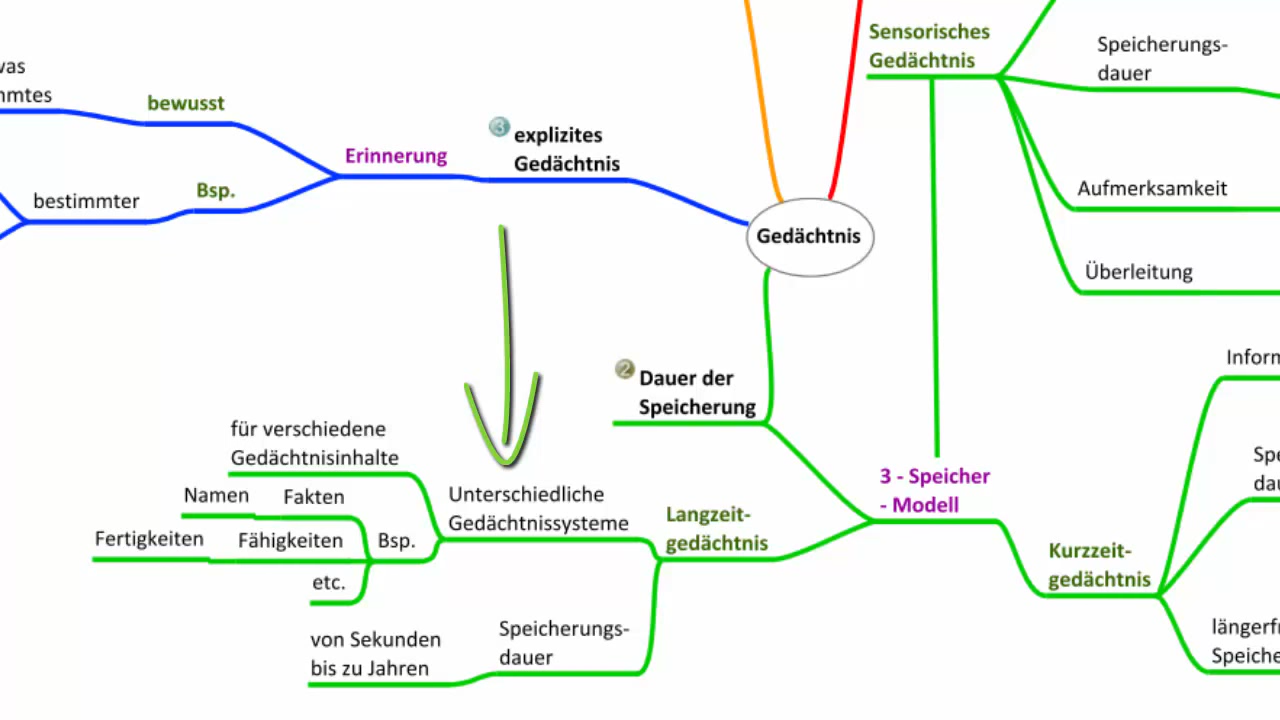 Sensorisches
Gedächtnis
Speicherungs-
dauer
bewusst
3
explizites
Gedächtnis
Erinnerung
Bsp.
bestimmter
Aufmerksamkeit
Gedächtnis
Überleitung
2
Dauer der
Speicherung
für verschiedene
Gedächtnisinhalte
Namen
Fakten
Unterschiedliche
Gedächtnissysteme
Fertigkeiten
Fähigkeiten
Bsp.
etc.
Langzeit-
gedächtnis
3 - Speicher
- Modell
Kurzzeit-
gedächtnis
von Sekunden
bis zu Jahren
Speicherungs-
dauer